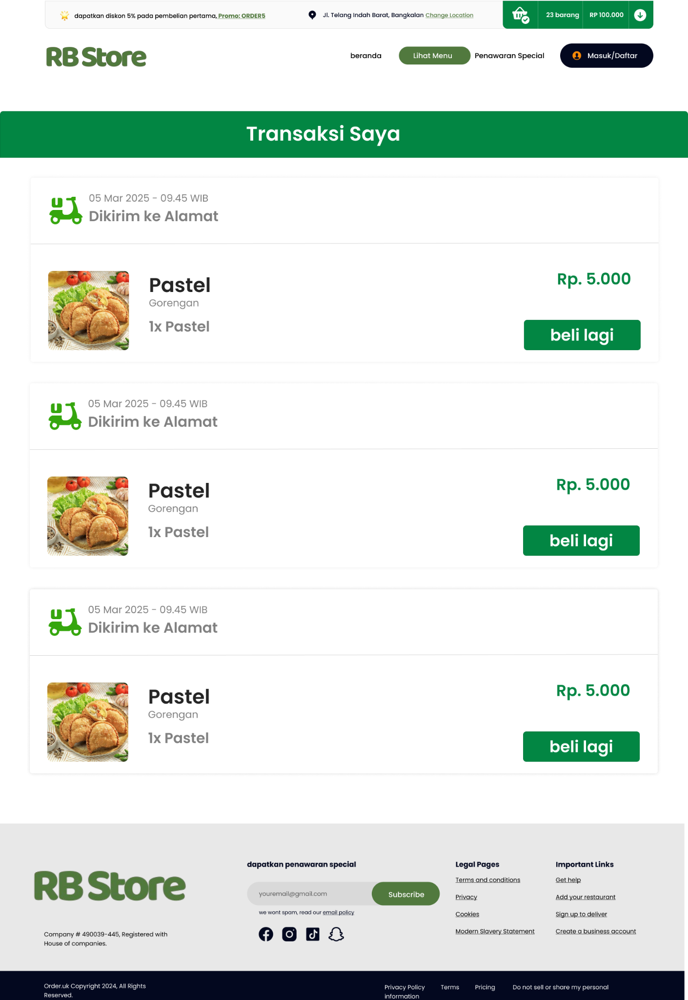 dapatkan diskon 5% pada pembelian pertama, Promo: ORDER5
Jl. Telang Indah Barat, Bangkalan Change Location
23 barang
RP 100.000
RB Store
beranda
Lihat Menu
Penawaran Special
Masuk/Daftar
Transaksi Saya
05 Mar 2025 - 09.45 WIB
Dikirim ke Alamat
Pastel
Gorengan
1x Pastel
Rp. 5.000
beli lagi
05 Mar 2025 - 09.45 WIB
Dikirim ke Alamat
Pastel
Gorengan
1x Pastel
Rp. 5.000
beli lagi
05 Mar 2025 - 09.45 WIB
Dikirim ke Alamat
Pastel
Gorengan
1x Pastel
Rp. 5.000
beli lagi
RB Store
Company # 490039-445, Registered with
House of companies.
dapatkan penawaran special
youremail@gmail.com
Subscribe
we wont spam, read our email policy
Legal Pages
Terms and conditions
Privacy
Cookies
Modern Slavery Statement
Important Links
Get help
Add your restaurant
Sign up to deliver
Create a business account
Order.uk Copyright 2024, All Rights
Reserved.
Privacy Policy
Terms
Pricing
Do not sell or share my personal
information